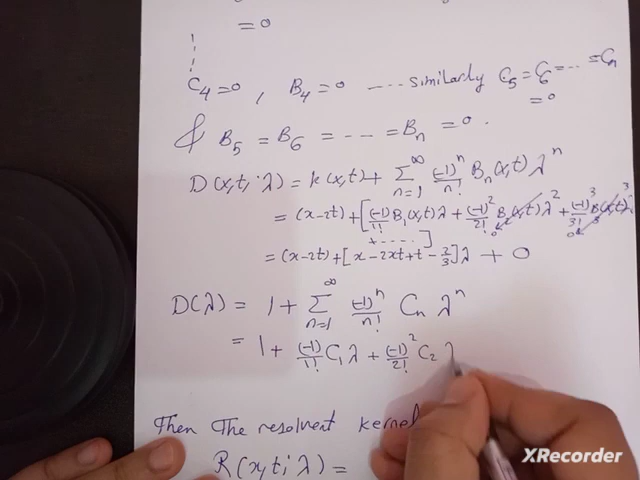 = 0
C₄ = 0 , B₄ = 0 ---- similarly C₅ = C₆ = ... = Cₙ
= 0
& B₅ = B₆ = ---- = Bₙ = 0 .
D(x,t; λ) = k(x,t) + ∑_{n=1}^{∞} (-1)ⁿ/n! Bₙ(x,t) λⁿ
= (x-2t) + [(-1)/1! B₁(x,t) λ + (-1)²/2! B₂(x,t) λ² + (-1)³/3! B₃(x,t) λ³
+ ----- ]
= (x-2t) + [x - 2xt + t - 2/3] λ + 0
D(λ) = 1 + ∑_{n=1}^{∞} (-1)ⁿ/n! Cₙ λⁿ
= 1 + (-1)/1! C₁ λ + (-1)²/2! C₂ λ
Then The resolvent kernel
R(x,t; λ) =
XRecorder